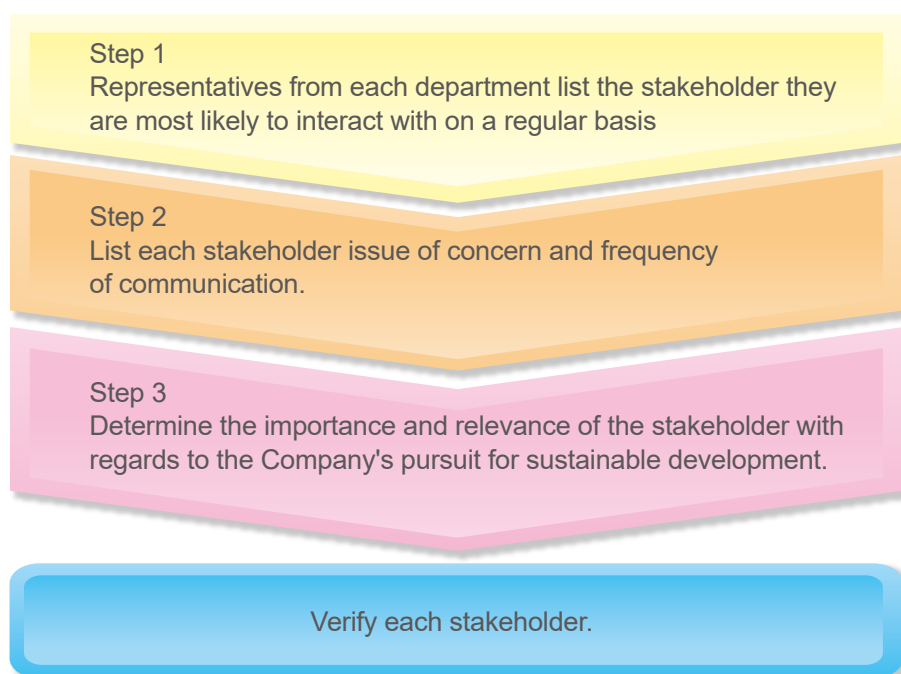 Step 1
Representatives from each department list the stakeholder they
are most likely to interact with on a regular basis
Step 2
List each stakeholder issue of concern and frequency
of communication.
Step 3
Determine the importance and relevance of the stakeholder with
regards to the Company's pursuit for sustainable development.
Verify each stakeholder.